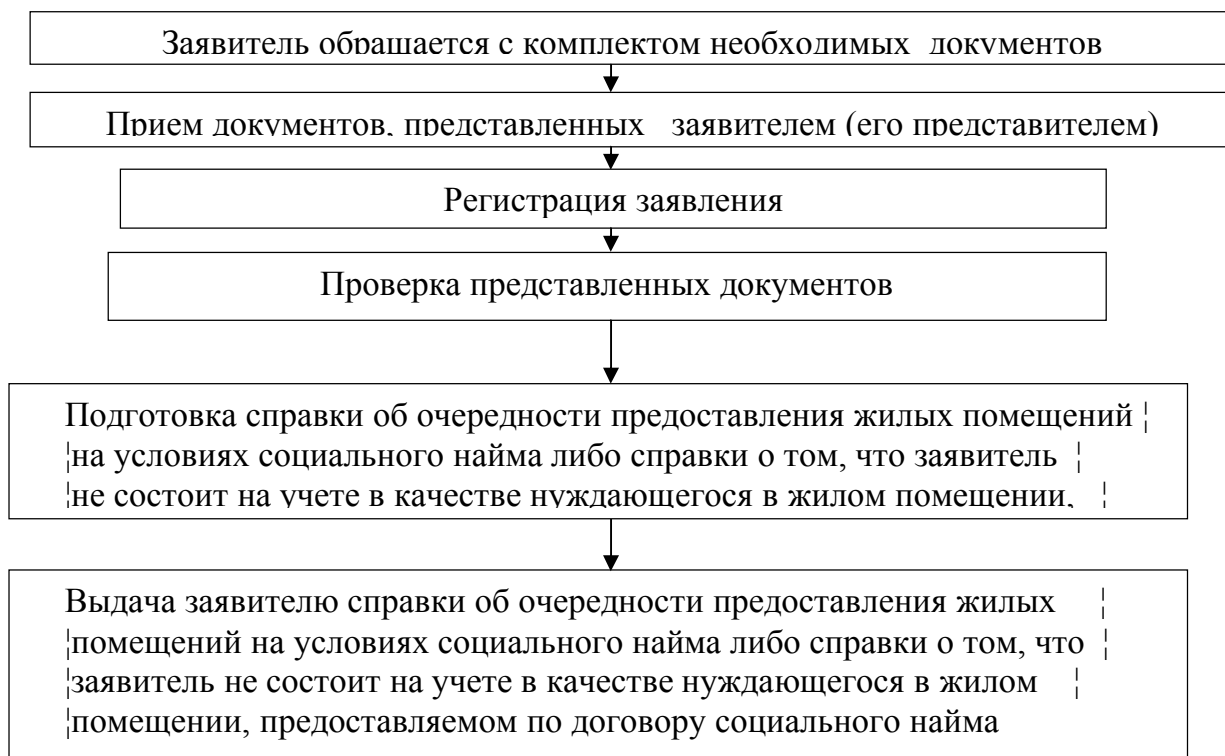 Заявитель обращается с комплектом необходимых документов
Прием документов, представленных заявителем (его представителем)
Регистрация заявления
Проверка представленных документов
Подготовка справки об очередности предоставления жилых помещений ¦
¦на условиях социального найма либо справки о том, что заявитель ¦
¦не состоит на учете в качестве нуждающегося в жилом помещении, ¦
Выдача заявителю справки об очередности предоставления жилых ¦
¦помещений на условиях социального найма либо справки о том, что ¦
¦заявитель не состоит на учете в качестве нуждающегося в жилом ¦
¦помещении, предоставляемом по договору социального найма